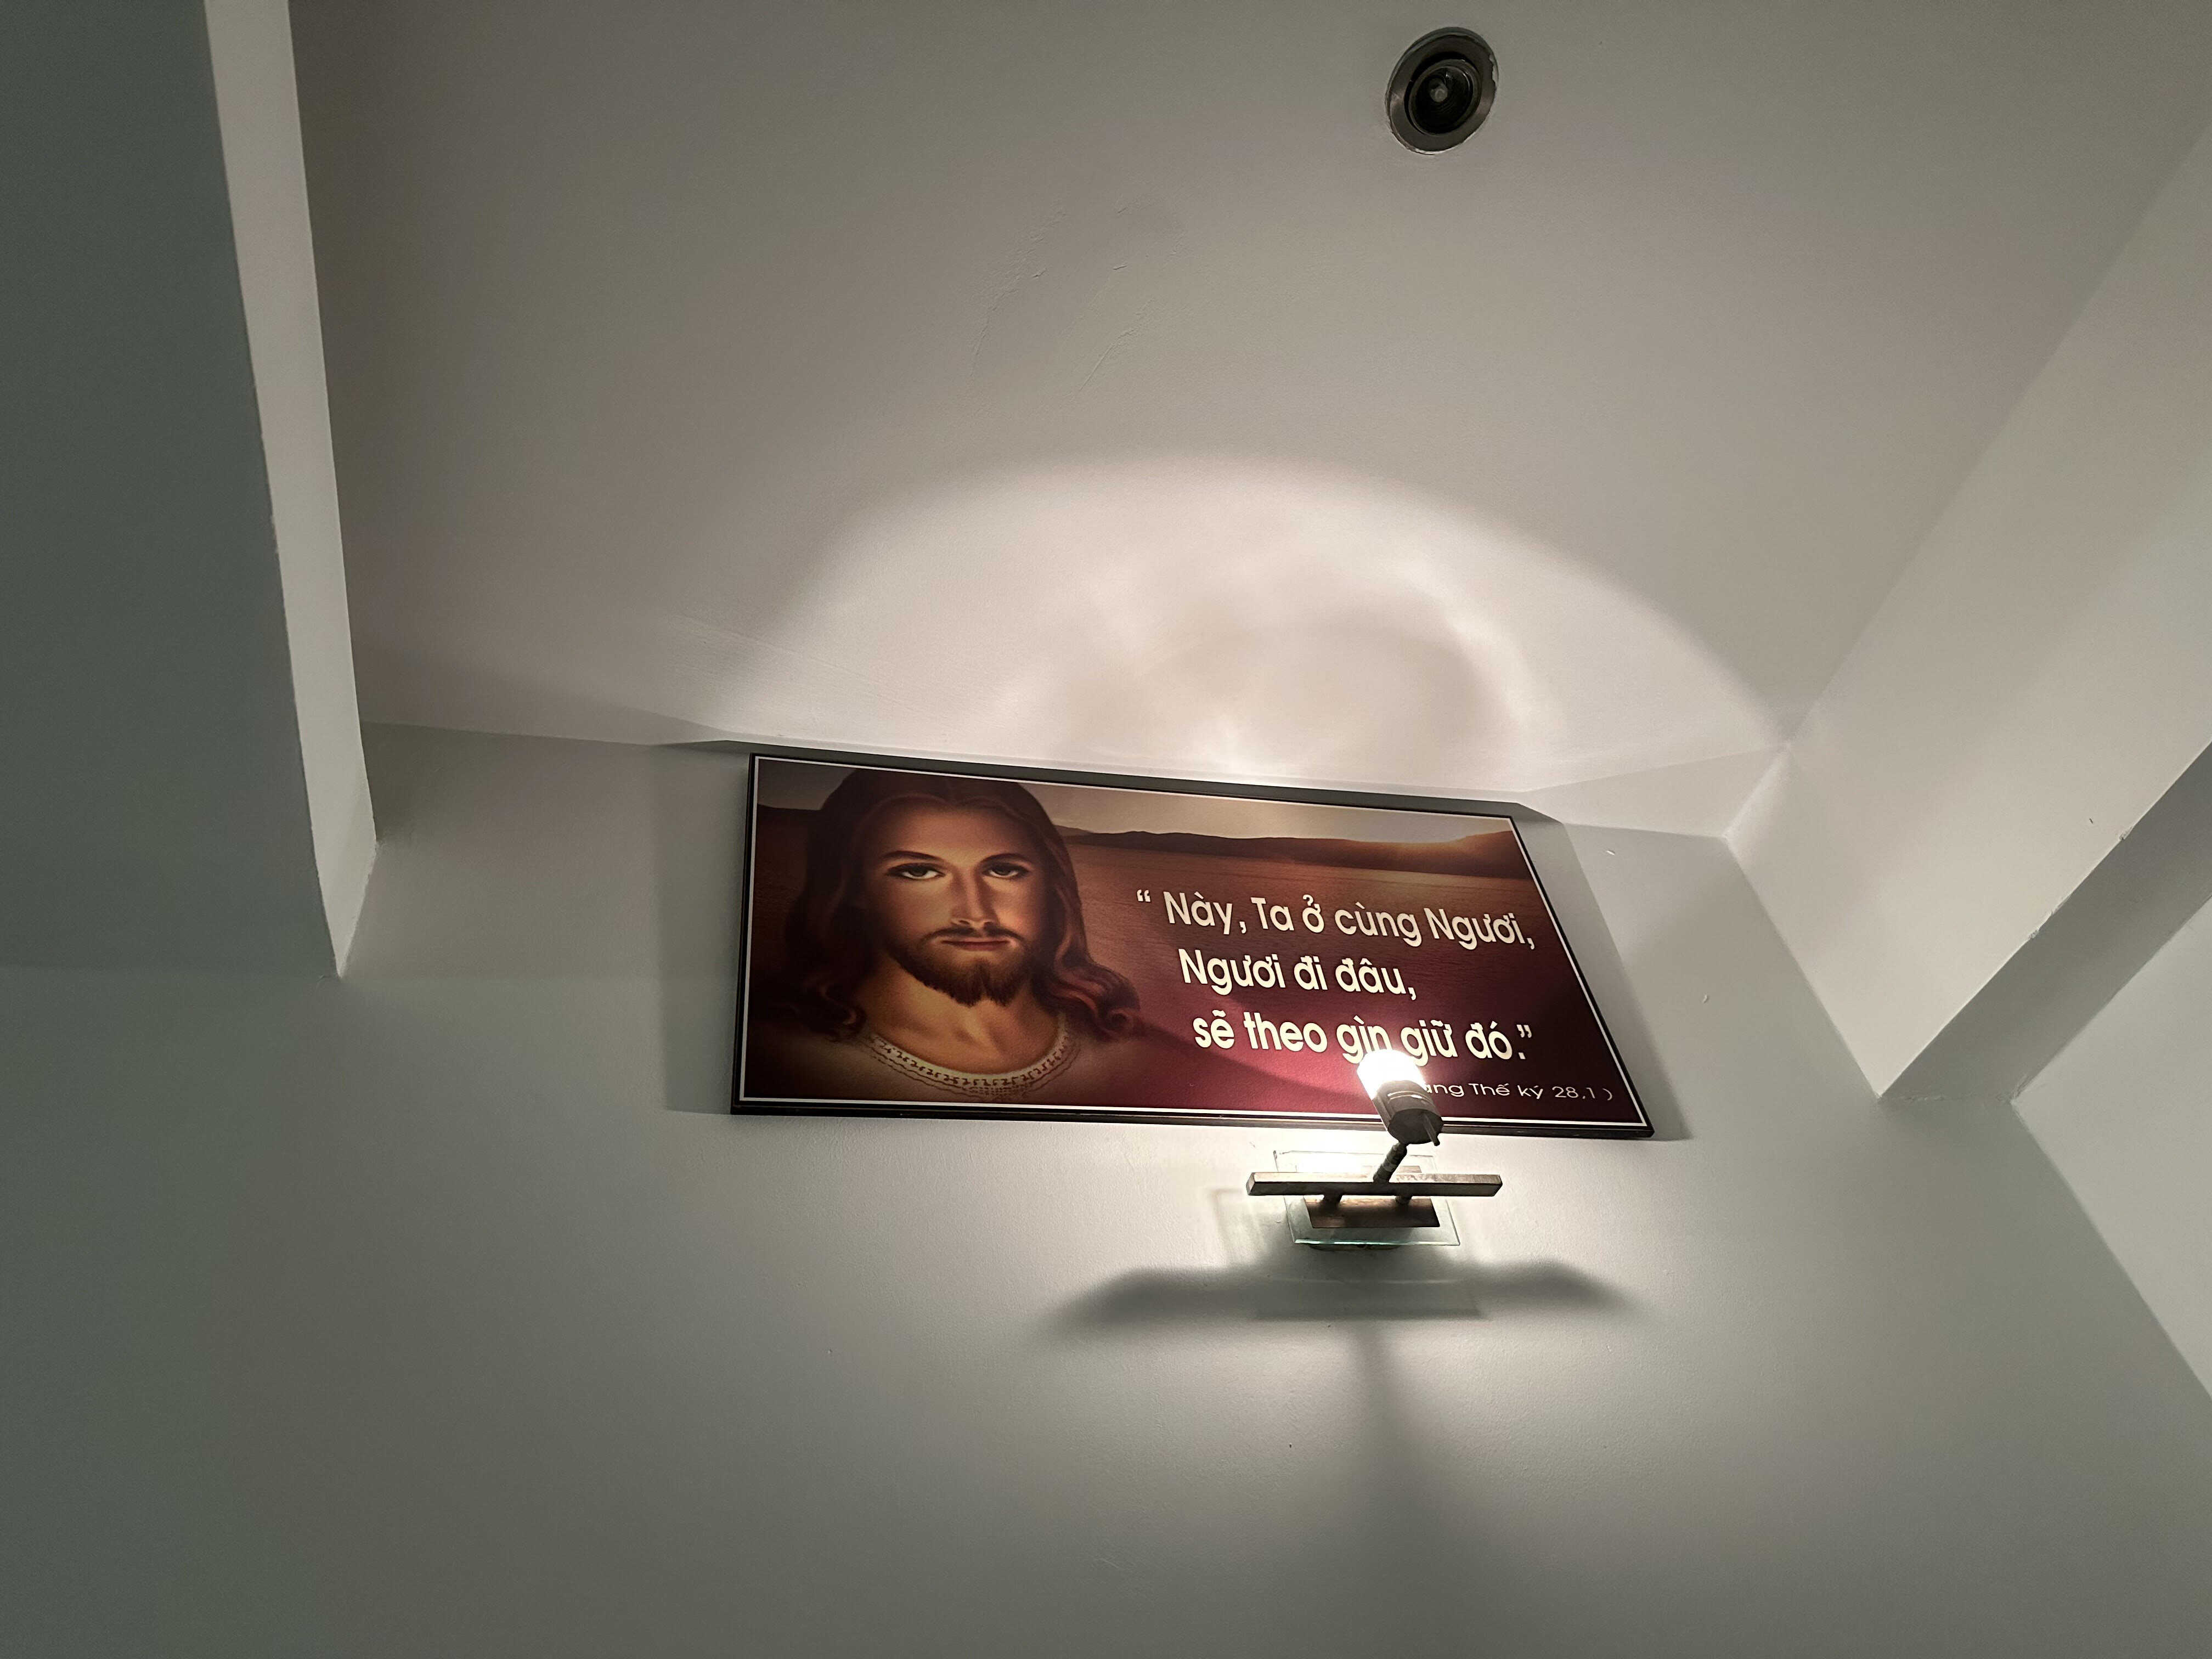 “ Này, Ta ở cùng Ngươi,
Ngươi đi đâu,
sẽ theo gìn giữ đó.”
Thế ký 28,1 )